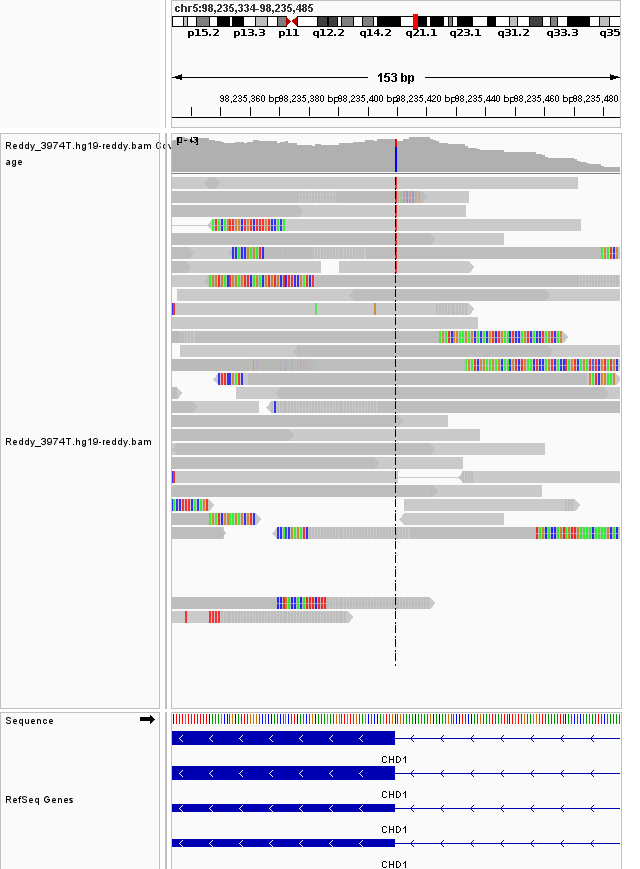 chr5:98,235,334-98,235,485
p15.2 p13.3 p11 q12.2 q14.2 q21.1 q23.1 q31.2 q33.3 q35
153 bp
98,235,360 bp 98,235,380 bp 98,235,400 bp 98,235,420 bp 98,235,440 bp 98,235,460 bp 98,235,480
Reddy_3974T.hg19-reddy.bam
age
Reddy_3974T.hg19-reddy.bam
Sequence
CHD1
CHD1
RefSeq Genes
CHD1
CHD1